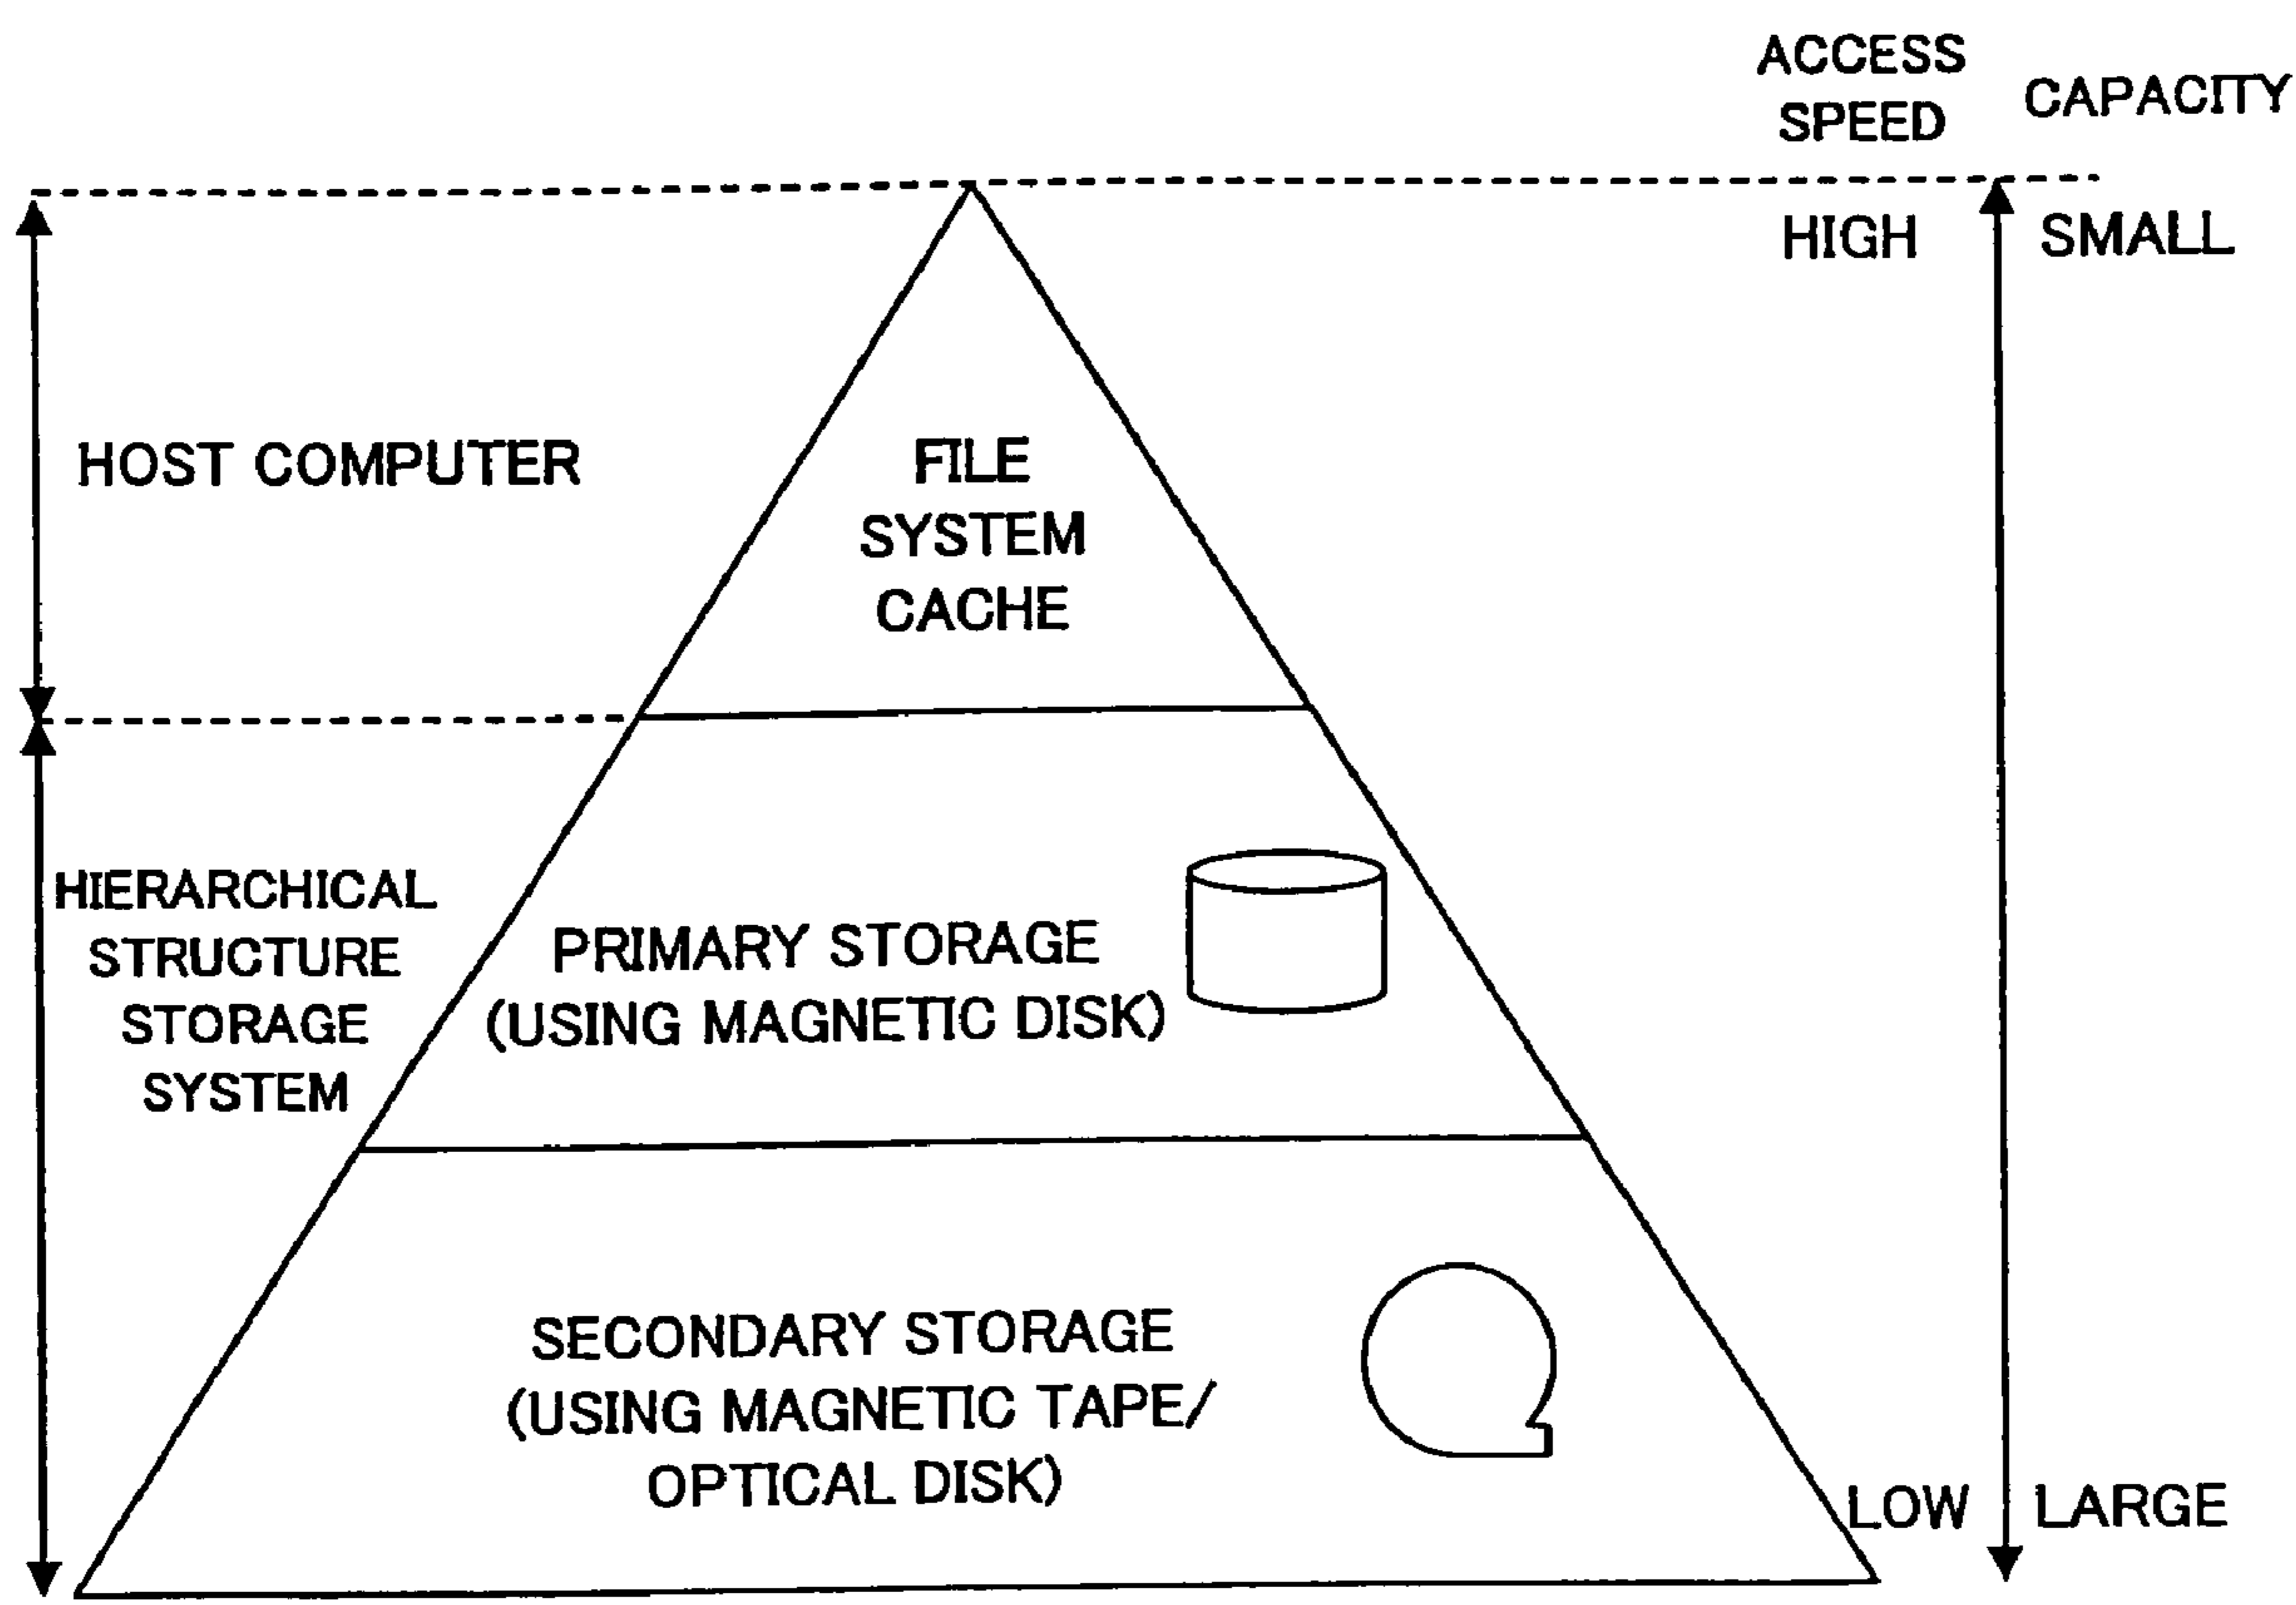 ACCESS
SPEED
CAPACITY
HIGH
SMALL
HOST COMPUTER
FILE
SYSTEM
CACHE
HIERARCHICAL
STRUCTURE
STORAGE
SYSTEM
PRIMARY STORAGE
(USING MAGNETIC DISK)
SECONDARY STORAGE
(USING MAGNETIC TAPE/
OPTICAL DISK)
LOW
LARGE